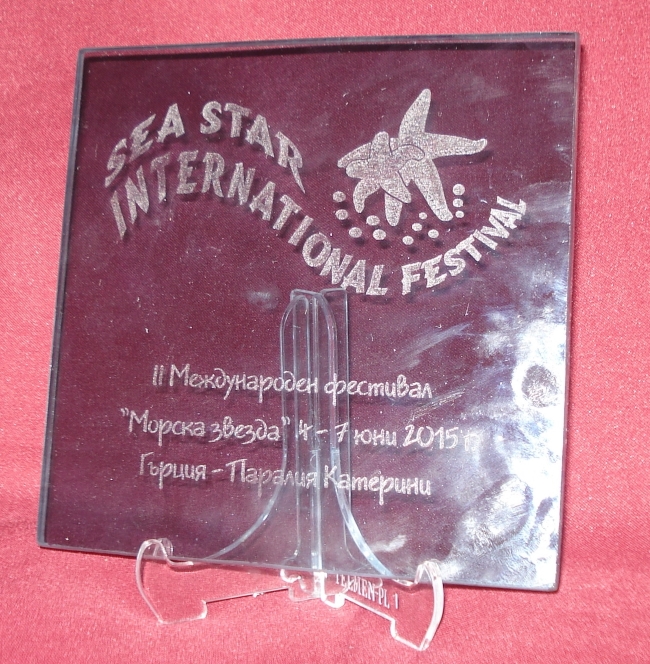 SEA STAR
INTERNATIONAL FESTIVAL
II Международен фестивал
"Морска звезда" 4 - 7 юни 2015 г.
Гърция - Паралия Катерини